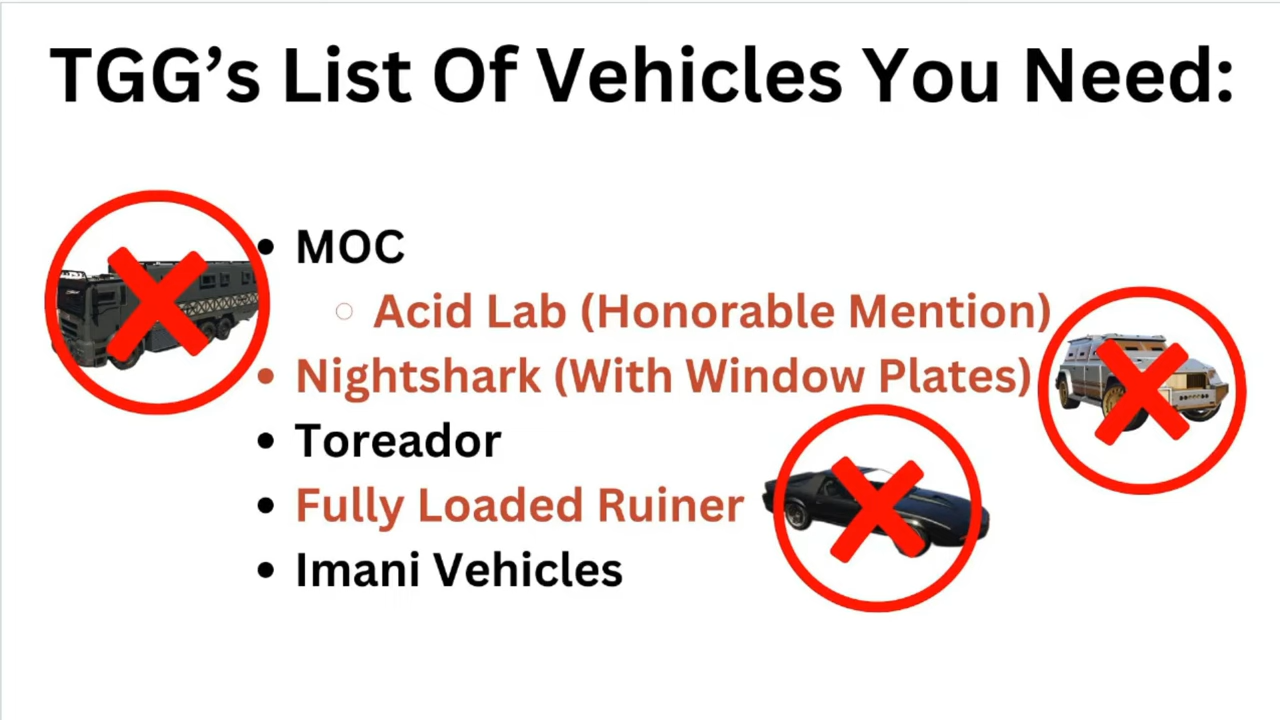 TGG’s List Of Vehicles You Need:
MOC
Acid Lab (Honorable Mention)
Nightshark (With Window Plates)
Toreador
Fully Loaded Ruiner
Imani Vehicles